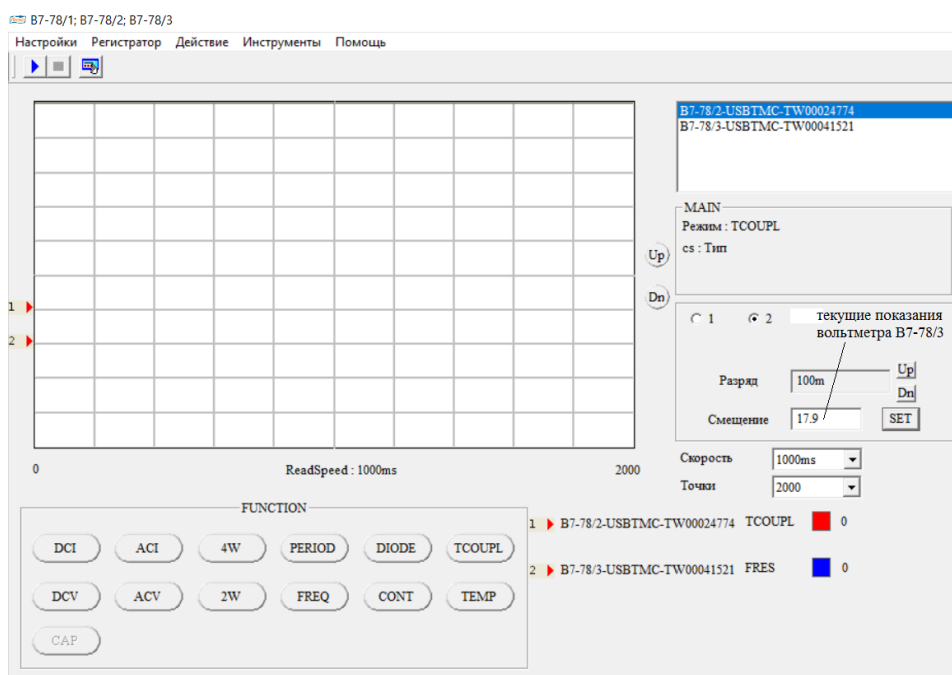 B7-78/1; B7-78/2; B7-78/3
Настройки Регистратор Действие Инструменты Помощь
B7-78/2-USBTMC-TW00024774
B7-78/3-USBTMC-TW00041521
MAIN
Режим : TCOUPL
cs : Тип
Up
Dn
1
2
1 2
текущие показания
вольтметра В7-78/3
Разряд 100m Up
Dn
Смещение 17.9 SET
0 ReadSpeed : 1000ms 2000
Скорость 1000ms
Точки 2000
FUNCTION
DCI ACI 4W PERIOD DIODE TCOUPL
DCV ACV 2W FREQ CONT TEMP
CAP
1 B7-78/2-USBTMC-TW00024774 TCOUPL 0
2 B7-78/3-USBTMC-TW00041521 FRES 0